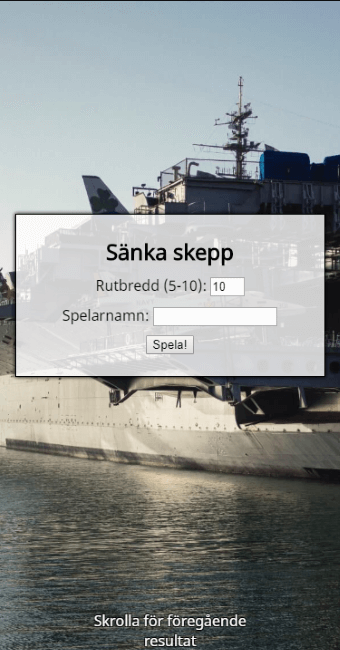 Sänka skepp
Rutbredd (5-10): 10
Spelarnamn:
Spela!
Skrolla för föregående
resultat